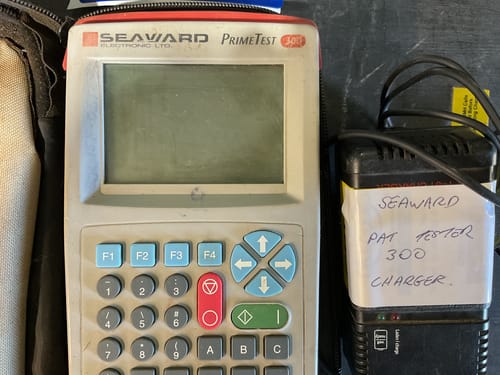 SEAWARD
ELECTRONIC LTD.
PRIMETEST 300
F1 F2 F3 F4
1 2 3
/ 4 \ 5 # 6
* 7 8 ( 9 A B C
SEAWARD
PAT TESTER
300
CHARGER.